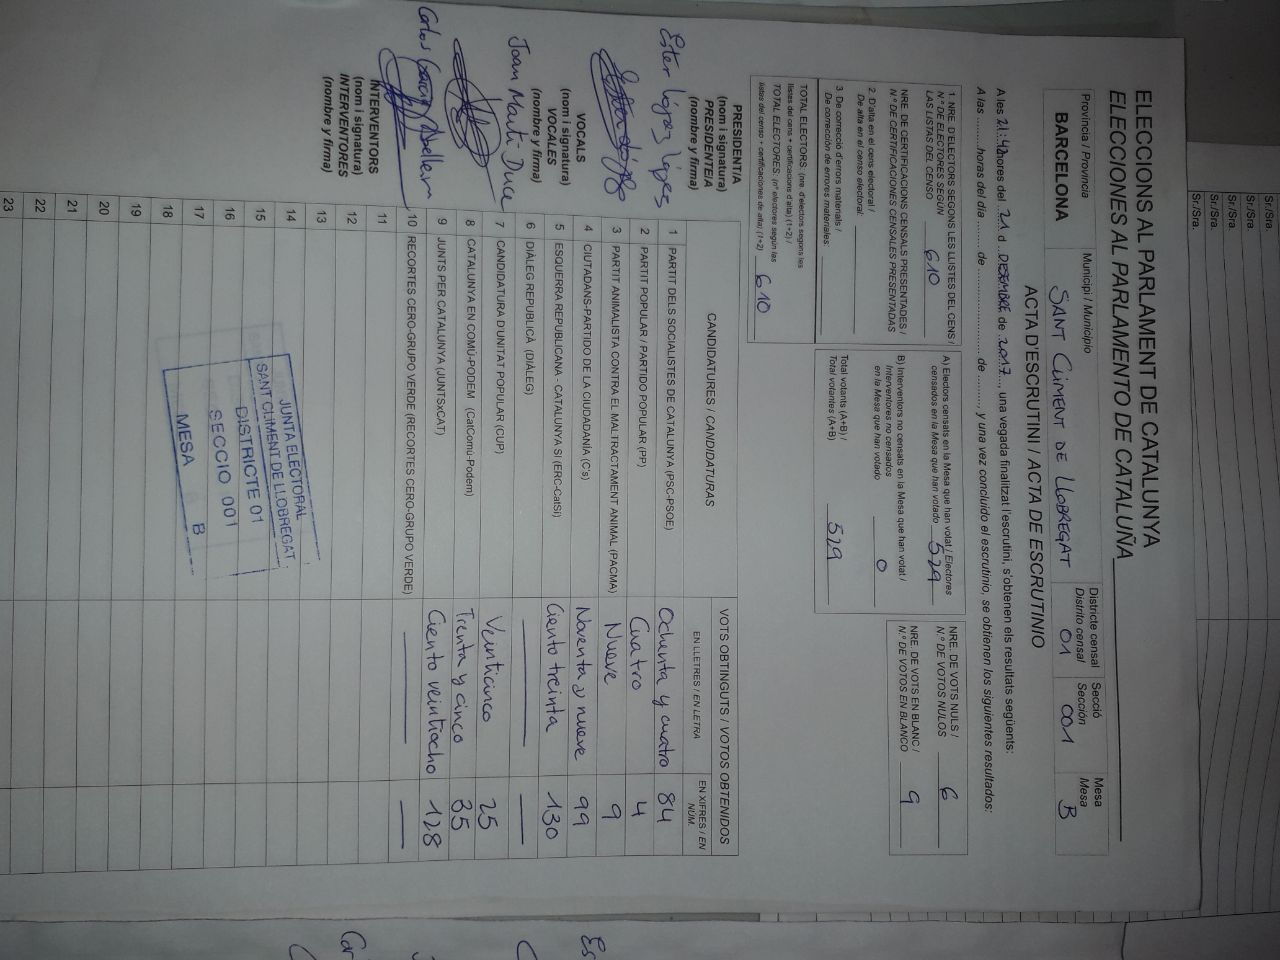 ELECCIONS AL PARLAMENT DE CATALUNYA
ELECCIONES AL PARLAMENTO DE CATALUÑA
Província / Provincia
BARCELONA
Municipi / Municipio
SANT CLIMENT DE LLOBREGAT
Districte censal
Distrito censal 01
Secció
Sección 001
Mesa
Mesa B
ACTA D'ESCRUTINI / ACTA DE ESCRUTINIO
A les 21:42 hores del 21 d DESEMBRE de 2017 una vegada finalitzat l'escrutini, s'obtenen els resultats següents:
A las ......... horas del día ......... de ......... de ........., y una vez concluido el escrutinio, se obtienen los siguientes resultados:
1. NRE. D'ELECTORS SEGONS LES LLISTES DEL CENS /
N.º DE ELECTORES SEGÚN
LAS LISTAS DEL CENSO 610
NRE. DE CERTIFICACIONS CENSALS PRESENTADES /
N.º DE CERTIFICACIONES CENSALES PRESENTADAS
2. D'alta en el cens electoral /
De alta en el censo electoral:
3. De correcció d'errors materials /
De corrección de errores materiales:
TOTAL ELECTORS: (nre. d'electors segons les
llistes del cens + certificacions d'alta) (1+2) /
TOTAL ELECTORES: (nº electores según las
listas del censo + certificaciones de alta) (1+2) 610
A) Electors censats en la Mesa que han votat / Electores
censados en la Mesa que han votado 529
B) Interventors no censats en la Mesa que han votat /
Interventores no censados
en la Mesa que han votado 0
Total votants (A+B) /
Total votantes (A+B) 529
NRE. DE VOTS NULS /
N.º DE VOTOS NULOS 6
NRE. DE VOTS EN BLANC /
N.º DE VOTOS EN BLANCO 9
CANDIDATURES / CANDIDATURAS
VOTS OBTINGUTS / VOTOS OBTENIDOS
EN LLETRES / EN LETRA
EN XIFRES / EN NÚM.
1 PARTIT DELS SOCIALISTES DE CATALUNYA (PSC-PSOE) Ochenta y cuatro 84
2 PARTIT POPULAR / PARTIDO POPULAR (PP) Cuatro 4
3 PARTIT ANIMALISTA CONTRA EL MALTRACTAMENT ANIMAL (PACMA) Nueve 9
4 CIUTADANS-PARTIDO DE LA CIUDADANÍA (C's) Noventa y nueve 99
5 ESQUERRA REPUBLICANA - CATALUNYA SÍ (ERC-CatSí) Ciento treinta 130
6 DIÀLEG REPUBLICÀ (DIÀLEG)
7 CANDIDATURA D'UNITAT POPULAR (CUP) Veinticinco 25
8 CATALUNYA EN COMÚ-PODEM (CatComú-Podem) Trenta y cinco 35
9 JUNTS PER CATALUNYA (JUNTSxCAT) Ciento veintiocho 128
10 RECORTES CERO-GRUPO VERDE (RECORTES CERO-GRUPO VERDE)
11
12
13
14
15
16
17
18
19
20
21
22
23
PRESIDENT/A
(nom i signatura)
PRESIDENTE/A
(nombre y firma)
Ester López López
VOCALS
(nom i signatura)
VOCALES
(nombre y firma)
Joan Martí Duce
Carlos Garcia Abellan
INTERVENTORS
(nom i signatura)
INTERVENTORES
(nombre y firma)
JUNTA ELECTORAL
SANT CLIMENT DE LLOBREGAT
DISTRICTE 01
SECCIO 001
MESA B
Sr./Sra.
Sr./Sra.
Sr./Sra.
Sr./Sra.
Sr./Sra.